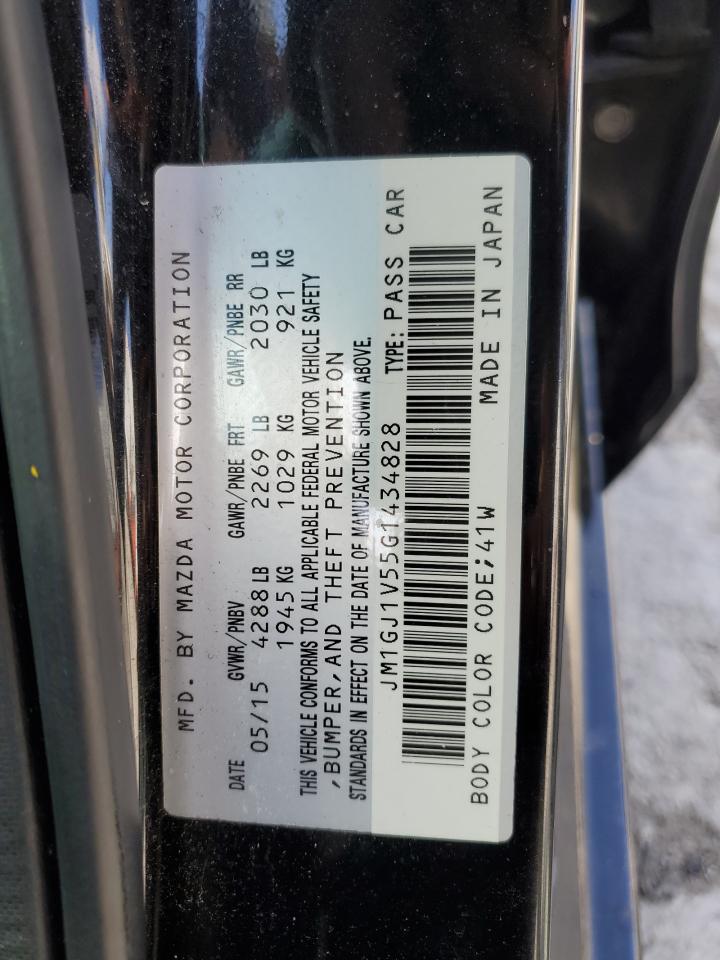 MFD. BY MAZDA MOTOR CORPORATION
DATE GVWR/PNBV GAWR/PNBE FRT GAWR/PNBE RR
05/15 4288 LB 2269 LB 2030 LB
1945 KG 1029 KG 921 KG
THIS VEHICLE CONFORMS TO ALL APPLICABLE FEDERAL MOTOR VEHICLE SAFETY
,BUMPER,AND THEFT PREVENTION
STANDARDS IN EFFECT ON THE DATE OF MANUFACTURE SHOWN ABOVE.
JM1GJ1V55G1434828 TYPE: PASS CAR
BODY COLOR CODE;41W MADE IN JAPAN